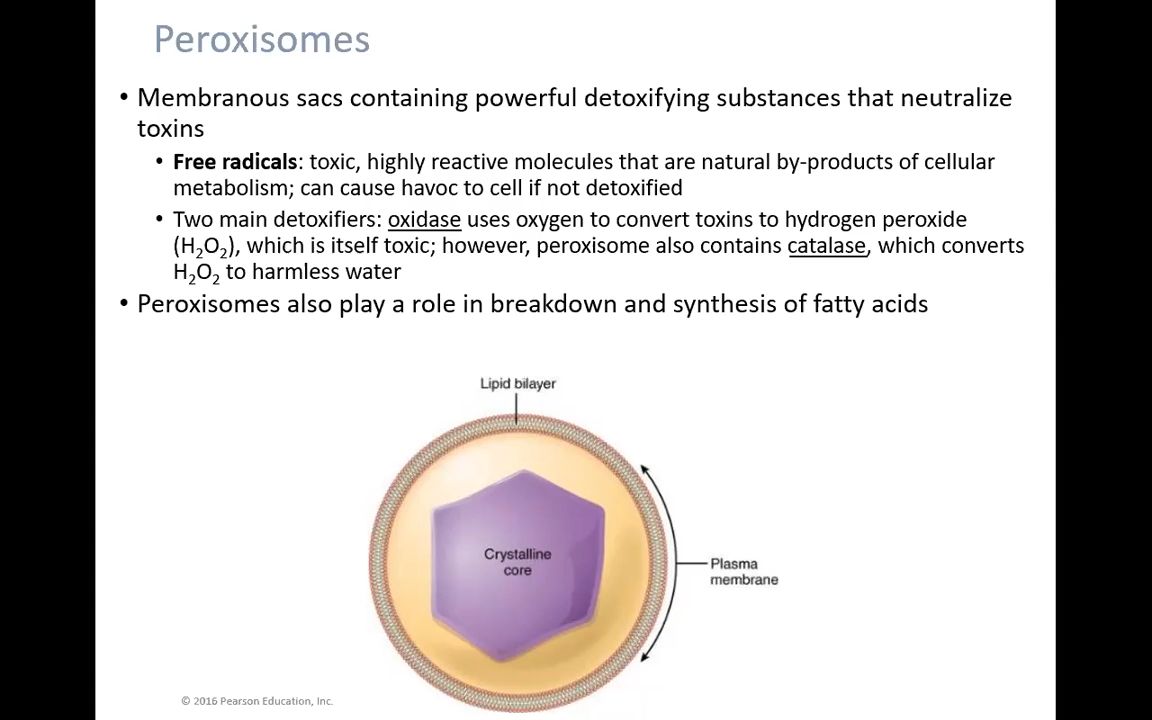 Peroxisomes
• Membranous sacs containing powerful detoxifying substances that neutralize
toxins
• Free radicals: toxic, highly reactive molecules that are natural by-products of cellular
metabolism; can cause havoc to cell if not detoxified
• Two main detoxifiers: oxidase uses oxygen to convert toxins to hydrogen peroxide
(H₂O₂), which is itself toxic; however, peroxisome also contains catalase, which converts
H₂O₂ to harmless water
• Peroxisomes also play a role in breakdown and synthesis of fatty acids
Lipid bilayer
Crystalline
core
Plasma
membrane
© 2016 Pearson Education, Inc.